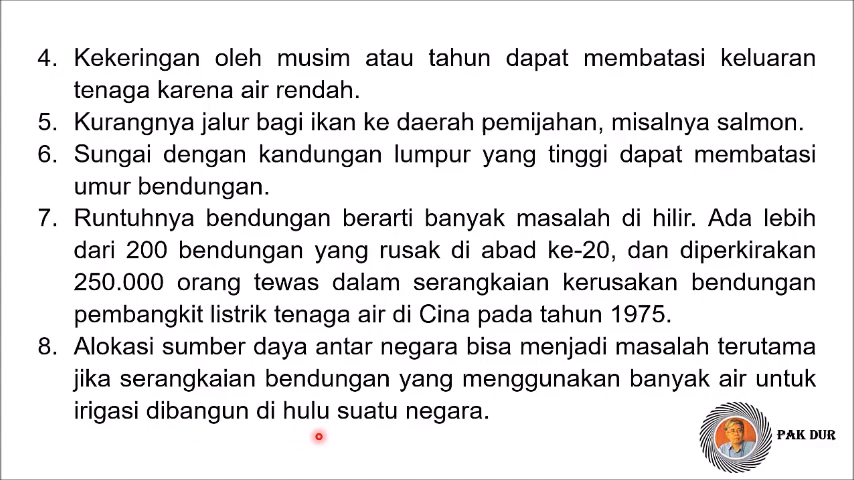 4. Kekeringan oleh musim atau tahun dapat membatasi keluaran
tenaga karena air rendah.
5. Kurangnya jalur bagi ikan ke daerah pemijahan, misalnya salmon.
6. Sungai dengan kandungan lumpur yang tinggi dapat membatasi
umur bendungan.
7. Runtuhnya bendungan berarti banyak masalah di hilir. Ada lebih
dari 200 bendungan yang rusak di abad ke-20, dan diperkirakan
250.000 orang tewas dalam serangkaian kerusakan bendungan
pembangkit listrik tenaga air di Cina pada tahun 1975.
8. Alokasi sumber daya antar negara bisa menjadi masalah terutama
jika serangkaian bendungan yang menggunakan banyak air untuk
irigasi dibangun di hulu suatu negara.
PAK DUR